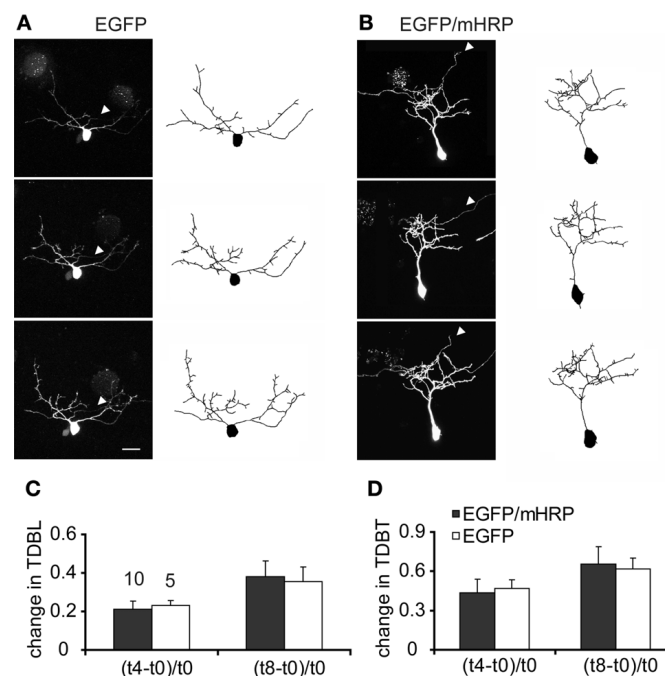 A EGFP
B EGFP/mHRP
C
change in TDBL
0.6
0.4
0.2
0
10
5
(t4-t0)/t0
(t8-t0)/t0
D
change in TDBT
0.9
0.6
0.3
0
EGFP/mHRP
EGFP
(t4-t0)/t0
(t8-t0)/t0